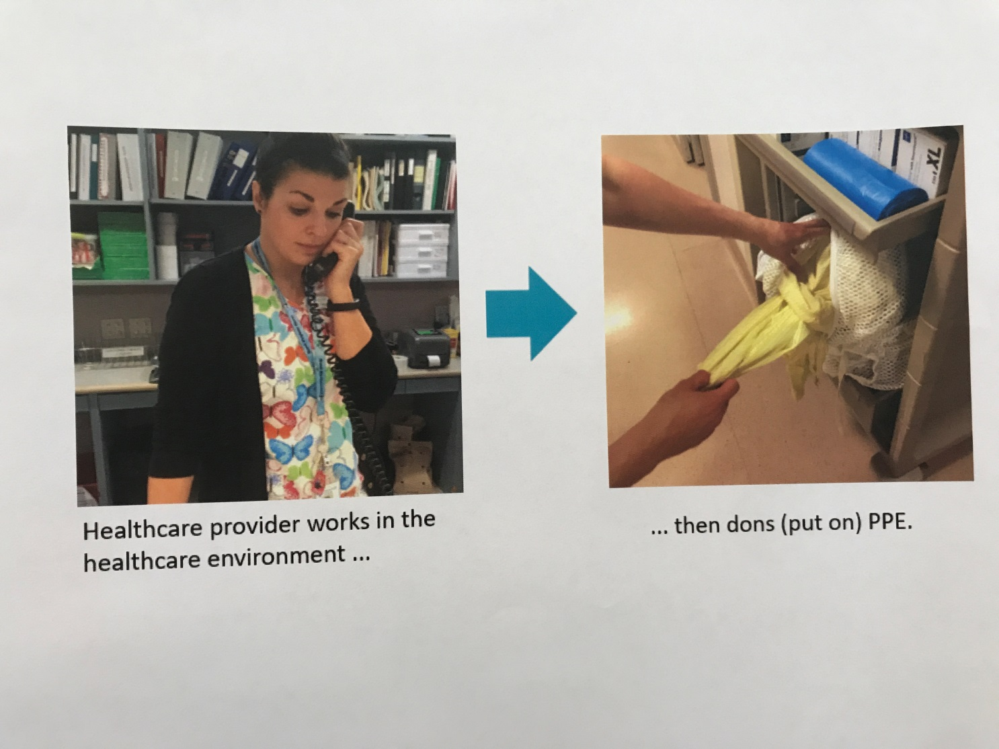 XL
Healthcare provider works in the
healthcare environment ...
... then dons (put on) PPE.